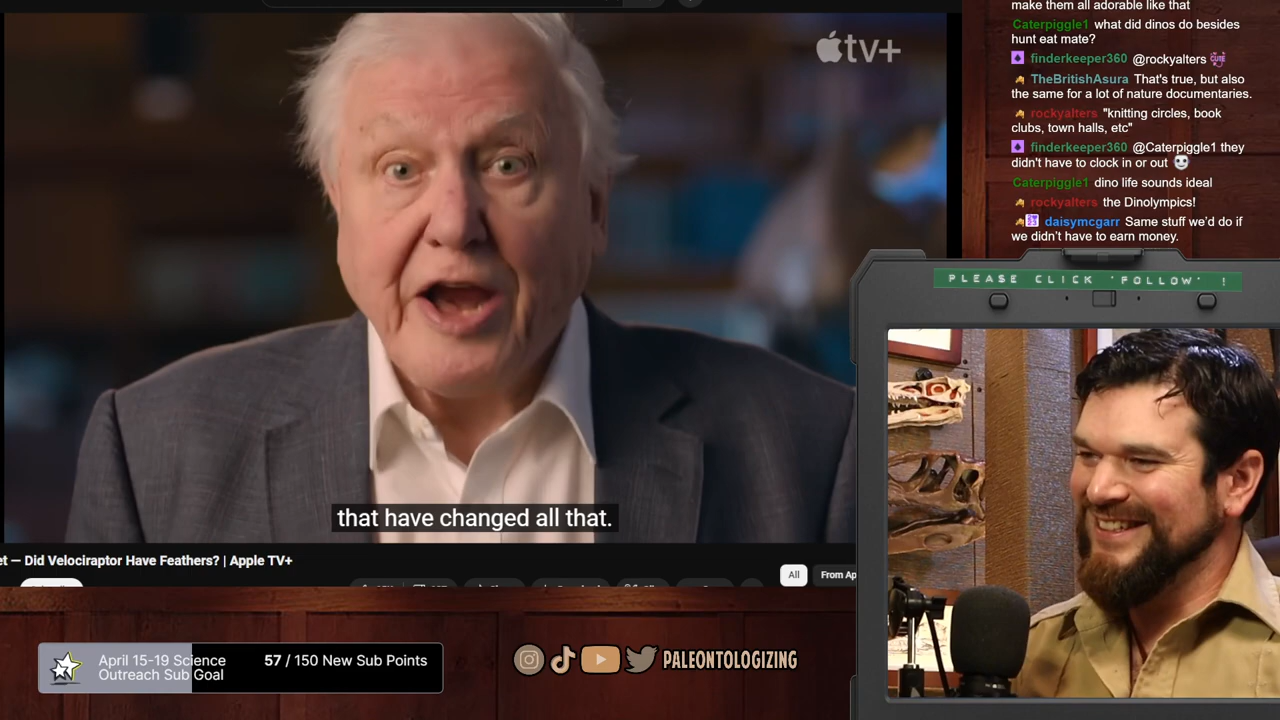 tv+
that have changed all that.
et — Did Velociraptor Have Feathers? | Apple TV+
All
From Ap
make them all adorable like that
Caterpiggle1 what did dinos do besides
hunt eat mate?
finderkeeper360 @rockyalters CUTE
TheBritishAsura That's true, but also
the same for a lot of nature documentaries.
rockyalters "knitting circles, book
clubs, town halls, etc"
finderkeeper360 @Caterpiggle1 they
didn't have to clock in or out
Caterpiggle1 dino life sounds ideal
rockyalters the Dinolympics!
daisymcgarr Same stuff we'd do if
we didn't have to earn money.
PLEASE CLICK 'FOLLOW' !
April 15-19 Science
Outreach Sub Goal
57 / 150 New Sub Points
PALEONTOLOGIZING